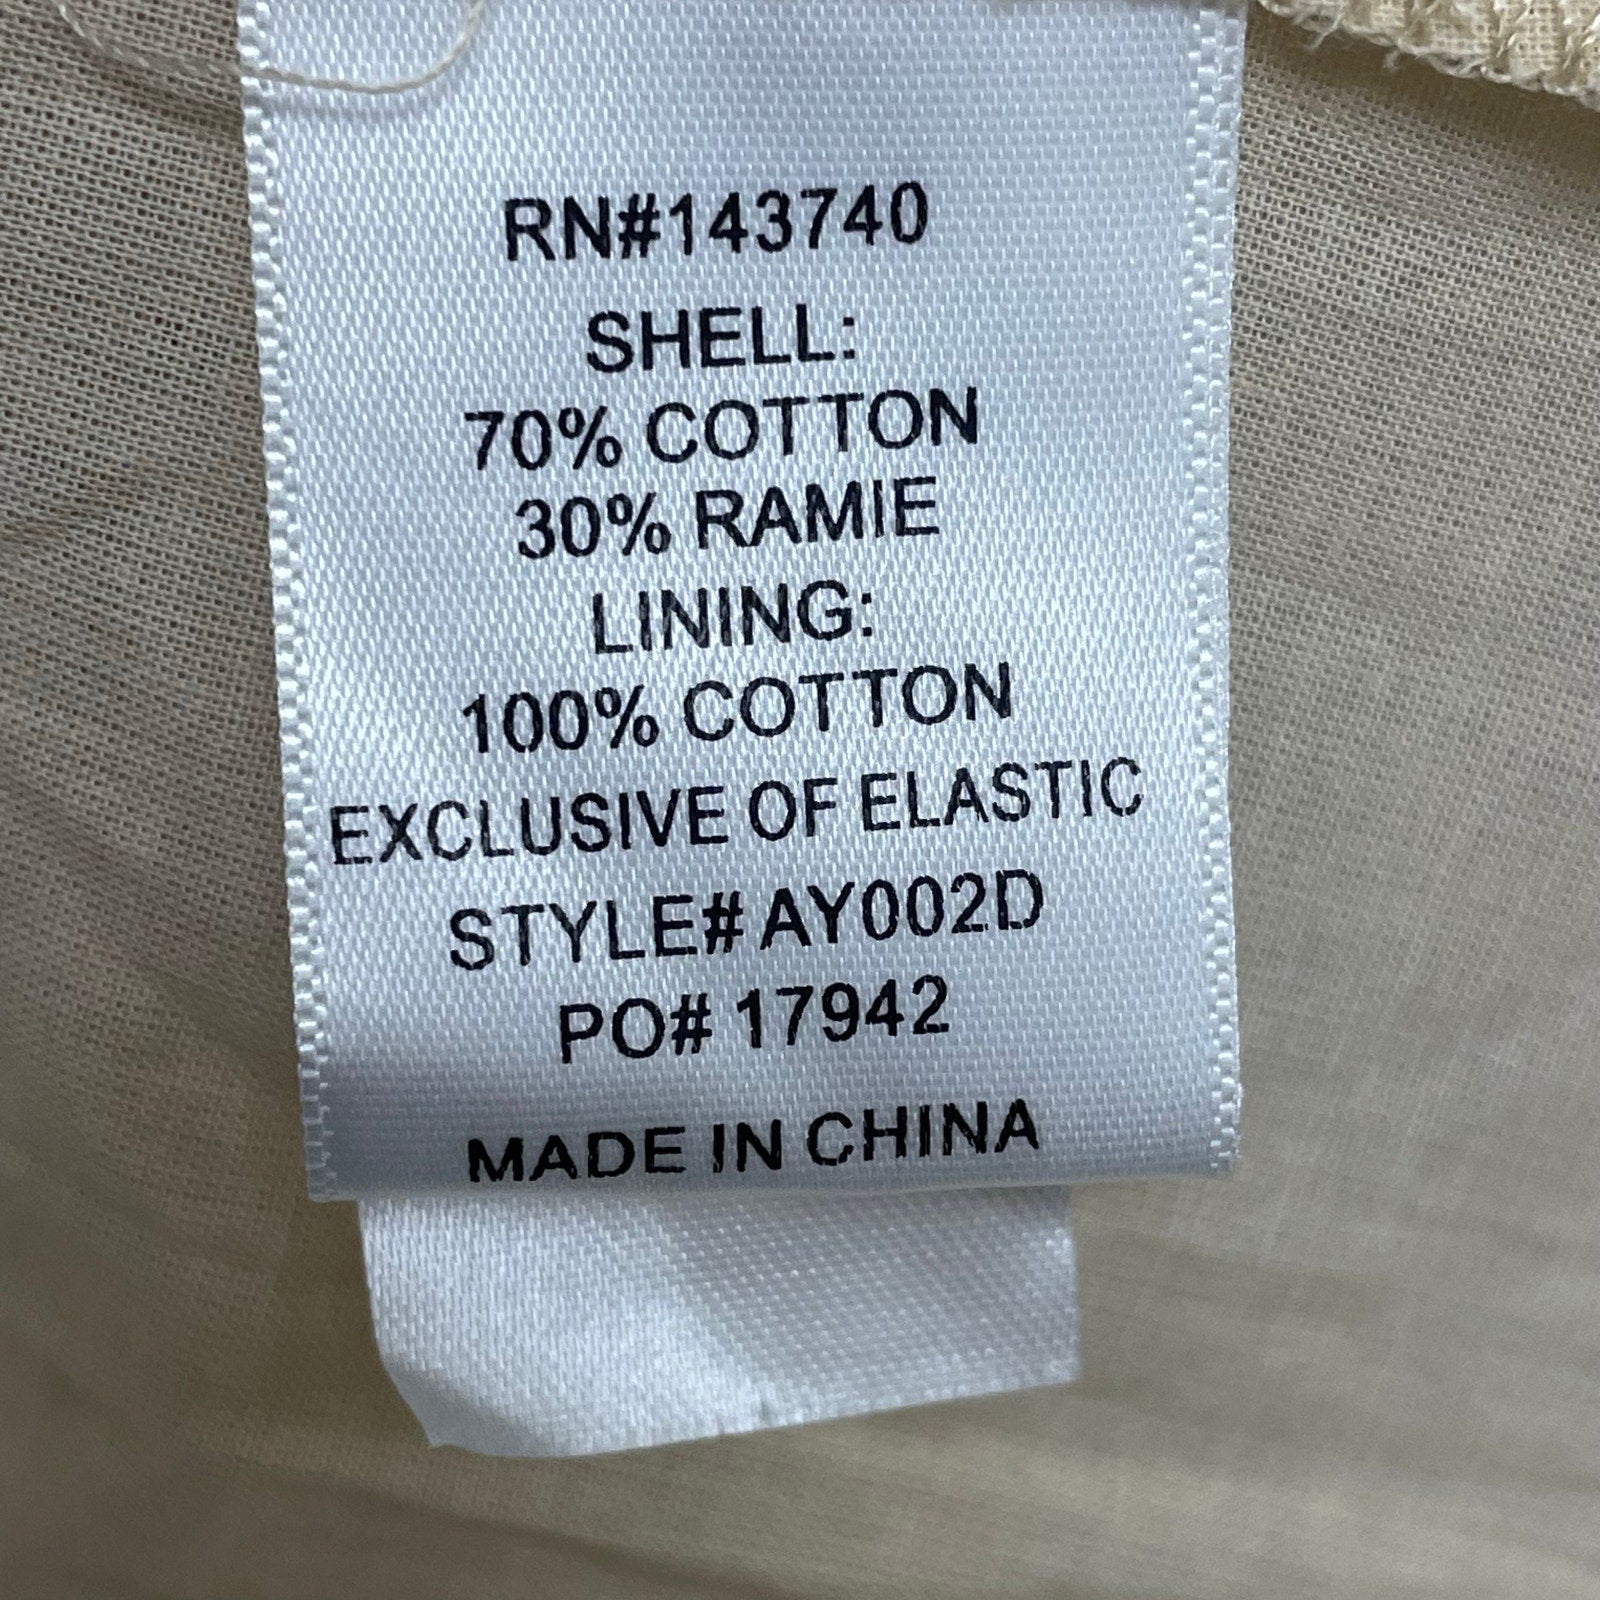 RN#143740
SHELL:
70% COTTON
30% RAMIE
LINING:
100% COTTON
EXCLUSIVE OF ELASTIC
STYLE# AY002D
PO# 17942
MADE IN CHINA